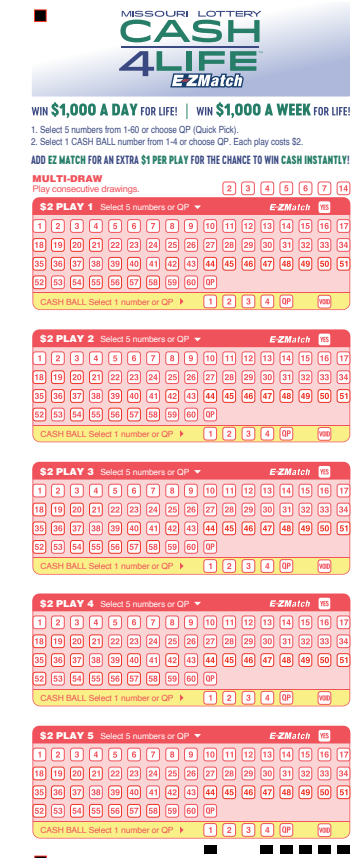 MISSOURI LOTTERY
CASH
4LIFE™
E-ZMatch
WIN $1,000 A DAY FOR LIFE! | WIN $1,000 A WEEK FOR LIFE!
1. Select 5 numbers from 1-60 or choose QP (Quick Pick).
2. Select 1 CASH BALL number from 1-4 or choose QP. Each play costs $2.
ADD EZ MATCH FOR AN EXTRA $1 PER PLAY FOR THE CHANCE TO WIN CASH INSTANTLY!
MULTI-DRAW
Play consecutive drawings. 2 3 4 5 6 7 14
$2 PLAY 1 Select 5 numbers or QP E-ZMatch YES
1 2 3 4 5 6 7 8 9 10 11 12 13 14 15 16 17
18 19 20 21 22 23 24 25 26 27 28 29 30 31 32 33 34
35 36 37 38 39 40 41 42 43 44 45 46 47 48 49 50 51
52 53 54 55 56 57 58 59 60 QP
CASH BALL Select 1 number or QP 1 2 3 4 QP VOID
$2 PLAY 2 Select 5 numbers or QP E-ZMatch YES
1 2 3 4 5 6 7 8 9 10 11 12 13 14 15 16 17
18 19 20 21 22 23 24 25 26 27 28 29 30 31 32 33 34
35 36 37 38 39 40 41 42 43 44 45 46 47 48 49 50 51
52 53 54 55 56 57 58 59 60 QP
CASH BALL Select 1 number or QP 1 2 3 4 QP VOID
$2 PLAY 3 Select 5 numbers or QP E-ZMatch YES
1 2 3 4 5 6 7 8 9 10 11 12 13 14 15 16 17
18 19 20 21 22 23 24 25 26 27 28 29 30 31 32 33 34
35 36 37 38 39 40 41 42 43 44 45 46 47 48 49 50 51
52 53 54 55 56 57 58 59 60 QP
CASH BALL Select 1 number or QP 1 2 3 4 QP VOID
$2 PLAY 4 Select 5 numbers or QP E-ZMatch YES
1 2 3 4 5 6 7 8 9 10 11 12 13 14 15 16 17
18 19 20 21 22 23 24 25 26 27 28 29 30 31 32 33 34
35 36 37 38 39 40 41 42 43 44 45 46 47 48 49 50 51
52 53 54 55 56 57 58 59 60 QP
CASH BALL Select 1 number or QP 1 2 3 4 QP VOID
$2 PLAY 5 Select 5 numbers or QP E-ZMatch YES
1 2 3 4 5 6 7 8 9 10 11 12 13 14 15 16 17
18 19 20 21 22 23 24 25 26 27 28 29 30 31 32 33 34
35 36 37 38 39 40 41 42 43 44 45 46 47 48 49 50 51
52 53 54 55 56 57 58 59 60 QP
CASH BALL Select 1 number or QP 1 2 3 4 QP VOID